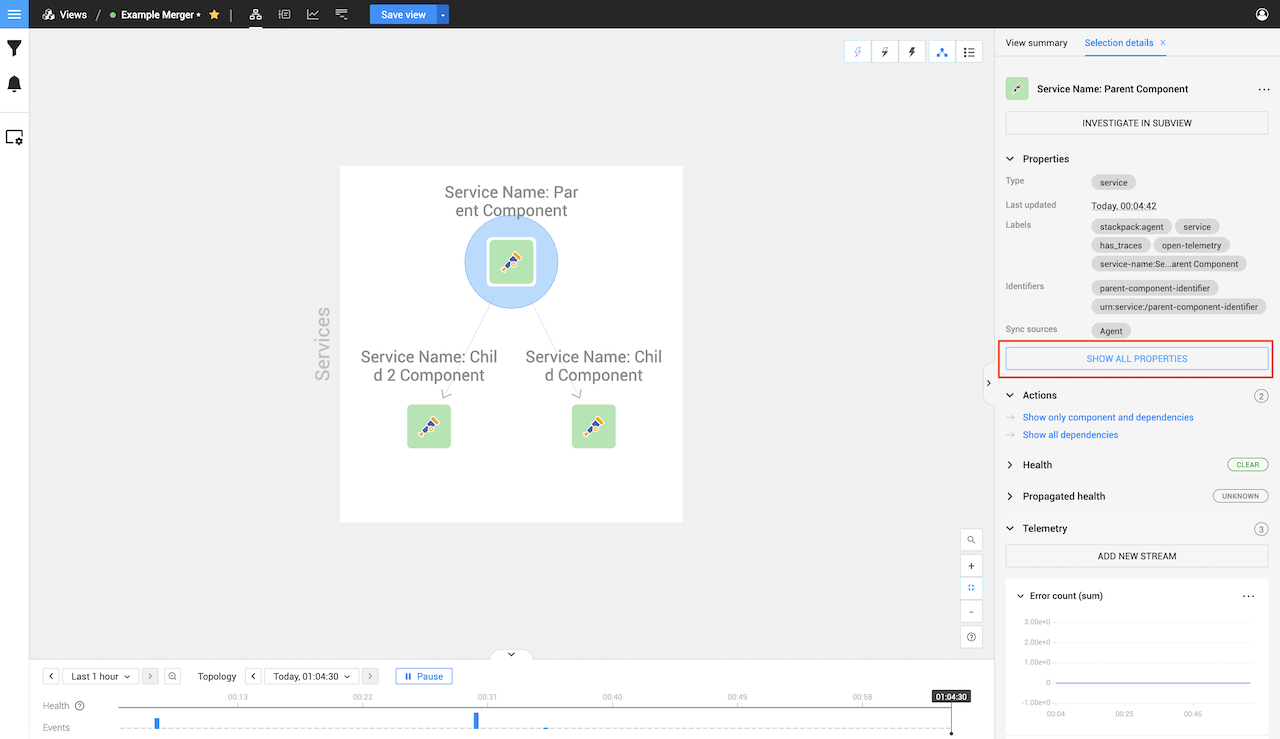 Views / Example Merger * Save view
View summary Selection details ×
Service Name: Parent Component
INVESTIGATE IN SUBVIEW
Properties
Type service
Last updated Today, 00:04:42
Labels stackpack:agent service
has_traces open-telemetry
service-name:Se...arent Component
Identifiers parent-component-identifier
urn:service:/parent-component-identifier
Sync sources Agent
SHOW ALL PROPERTIES
Actions 2
→ Show only component and dependencies
→ Show all dependencies
Health CLEAR
Propagated health UNKNOWN
Telemetry 3
ADD NEW STREAM
Error count (sum)
3.00e+0
2.00e+0
1.00e+0
0
-1.00e+0
00:04 00:25 00:46
Services
Service Name: Par
ent Component
Service Name: Chil
d 2 Component
Service Name: Chil
d Component
+
-
Last 1 hour Topology Today, 01:04:30 Pause
00:13 00:22 00:31 00:40 00:49 00:58 01:04:30
Health
Events